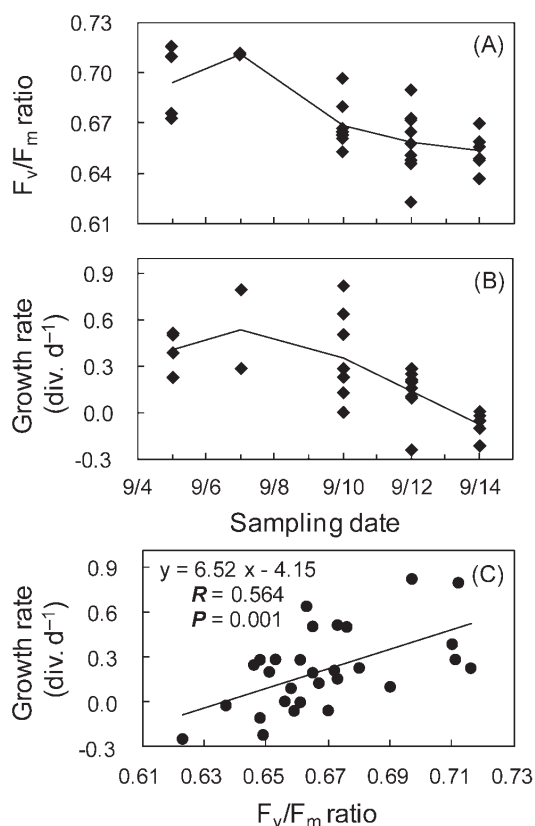 0.73
(A)
0.70
0.67
0.64
0.61
Fv/Fm ratio
0.9
(B)
0.6
0.3
0.0
-0.3
Growth rate
(div. d⁻¹)
9/4 9/6 9/8 9/10 9/12 9/14
Sampling date
0.9
y = 6.52 x - 4.15
(C)
R = 0.564
P = 0.001
0.6
0.3
0.0
-0.3
Growth rate
(div. d⁻¹)
0.61 0.63 0.65 0.67 0.69 0.71 0.73
Fv/Fm ratio